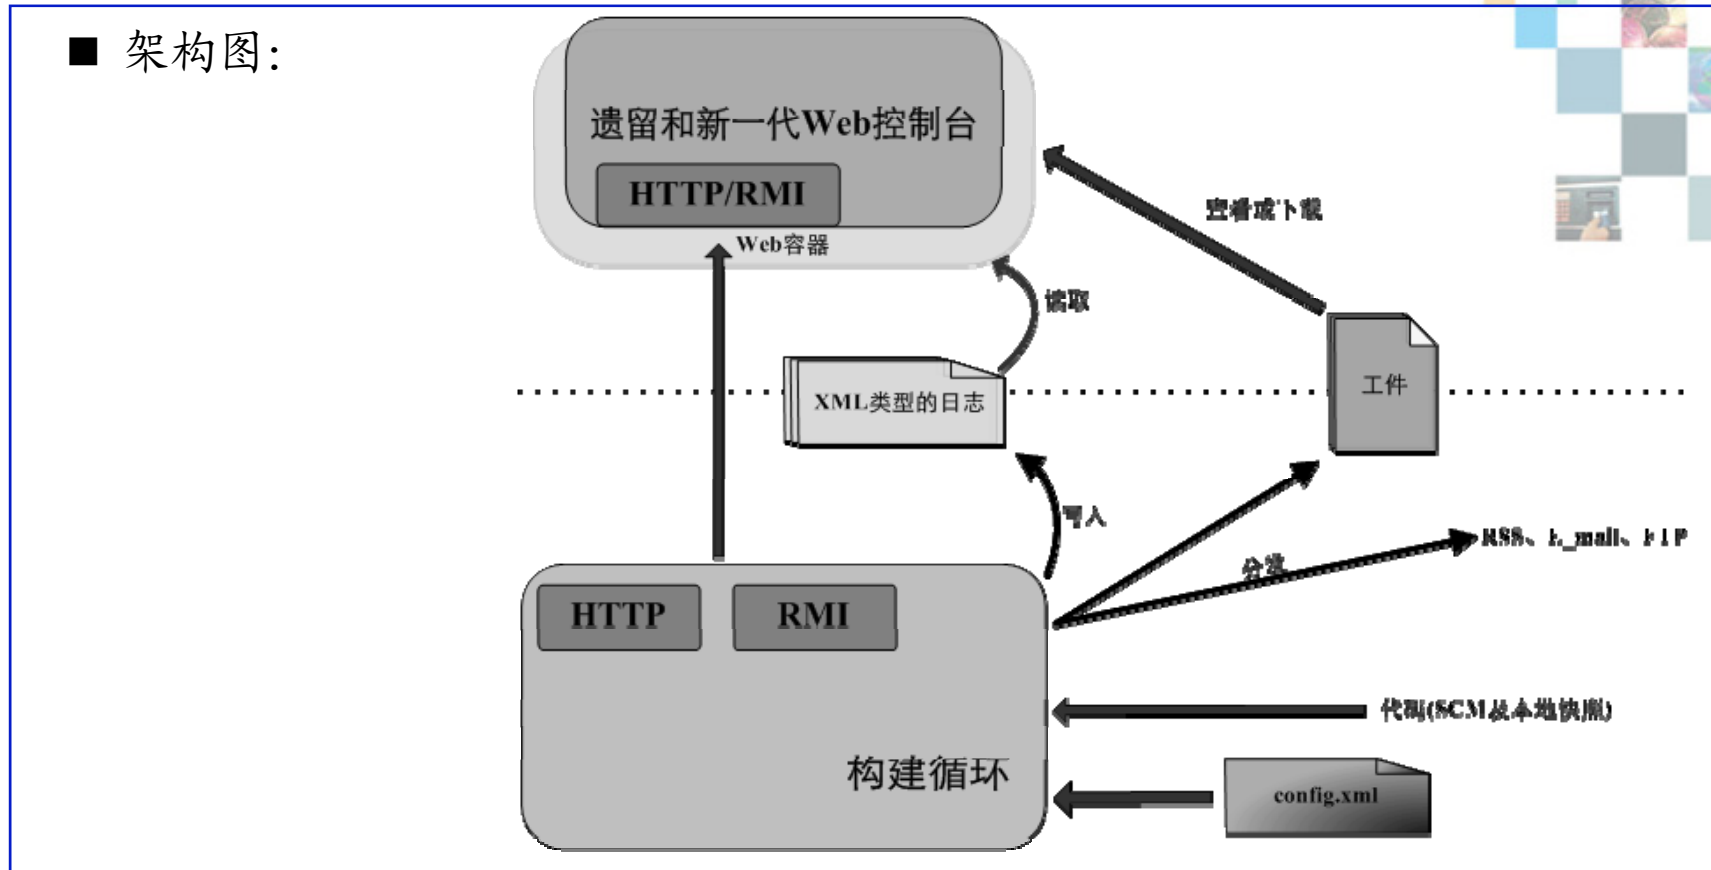 ■ 架构图:
遗留和新一代Web控制台
HTTP/RMI
Web容器
查看或下载
读取
XML类型的日志
工件
写入
分发
RSS、E_mail、FTP
HTTP
RMI
代码(SCM及本地快照)
构建循环
config.xml